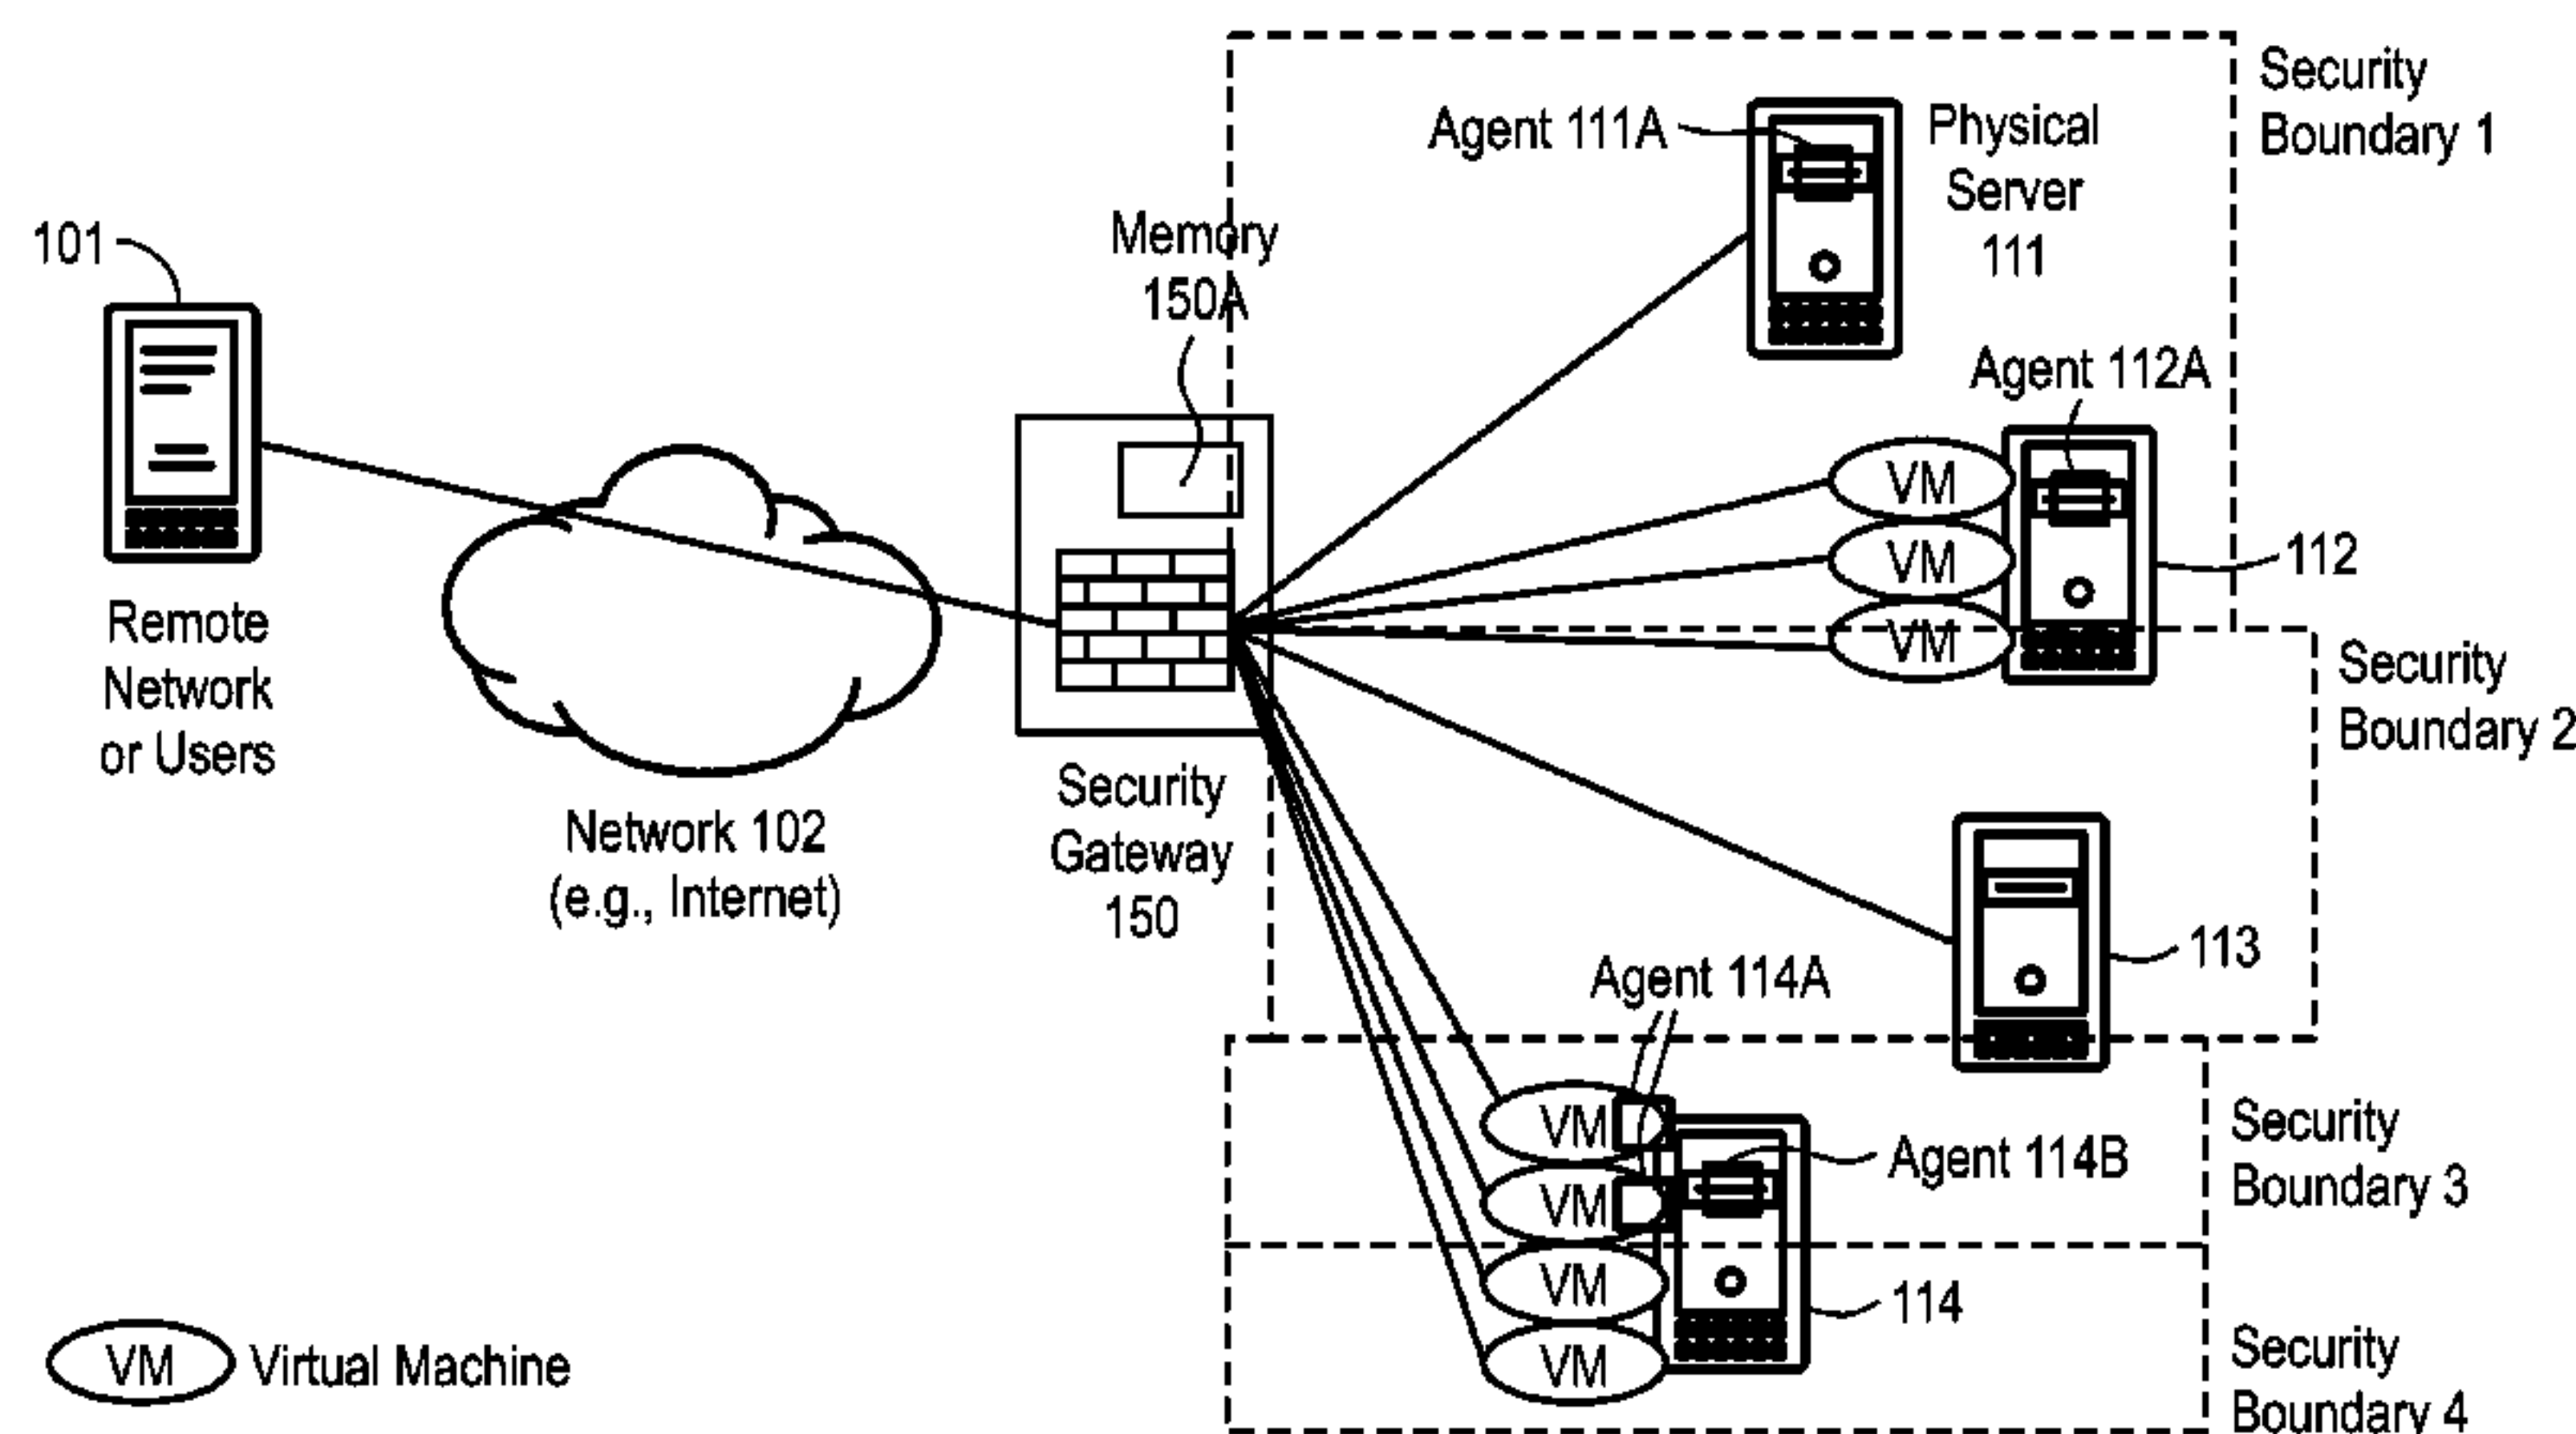 101
Remote
Network
or Users
Network 102
(e.g., Internet)
Memory
150A
Security
Gateway
150
Agent 111A
Physical
Server
111
Security
Boundary 1
Agent 112A
VM
VM
VM
112
Security
Boundary 2
113
Agent 114A
VM
VM
VM
VM
Agent 114B
114
Security
Boundary 3
Security
Boundary 4
VM Virtual Machine